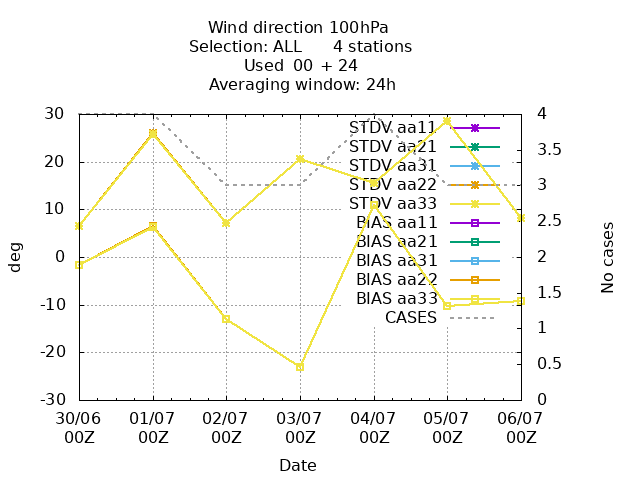 Wind direction 100hPa
Selection: ALL      4 stations
Used  00 + 24
Averaging window: 24h
30
20
10
0
-10
-20
-30
deg
4
3.5
3
2.5
2
1.5
1
0.5
0
No cases
STDV aa11
STDV aa21
STDV aa31
STDV aa22
STDV aa33
BIAS aa11
BIAS aa21
BIAS aa31
BIAS aa22
BIAS aa33
CASES
30/06 01/07 02/07 03/07 04/07 05/07 06/07
00Z 00Z 00Z 00Z 00Z 00Z 00Z
Date